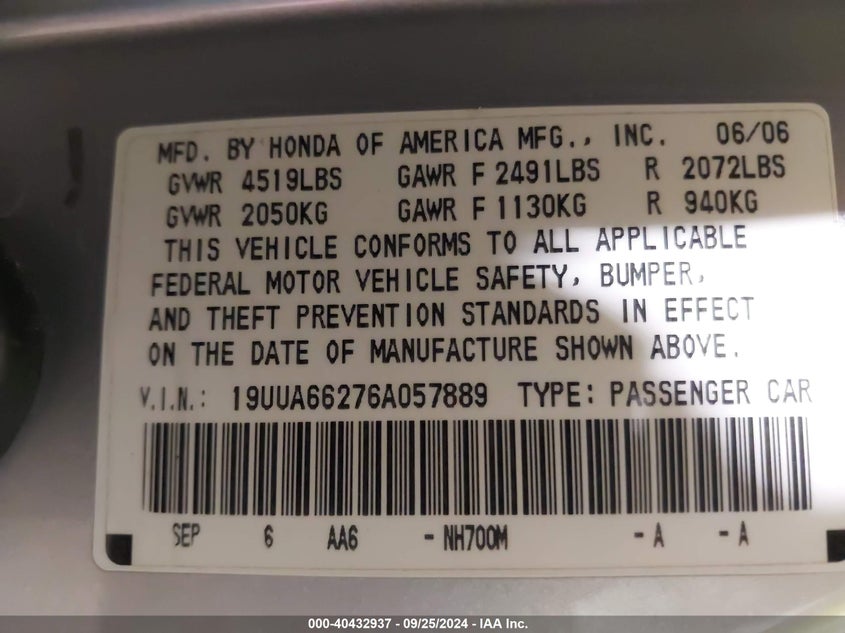 MFD. BY HONDA OF AMERICA MFG., INC. 06/06
GVWR 4519LBS GAWR F 2491LBS R 2072LBS
GVWR 2050KG GAWR F 1130KG R 940KG
THIS VEHICLE CONFORMS TO ALL APPLICABLE
FEDERAL MOTOR VEHICLE SAFETY, BUMPER,
AND THEFT PREVENTION STANDARDS IN EFFECT
ON THE DATE OF MANUFACTURE SHOWN ABOVE.
V.I.N.: 19UUA66276A057889 TYPE: PASSENGER CAR
SEP 6 AA6 - NH700M - A - A
000-40432937 - 09/25/2024 - IAA Inc.